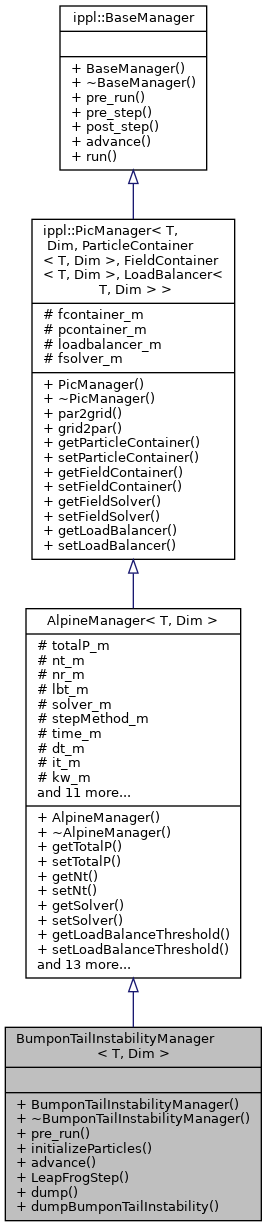 ippl::BaseManager
+ BaseManager()
+ ~BaseManager()
+ pre_run()
+ pre_step()
+ post_step()
+ advance()
+ run()
ippl::PicManager< T,
Dim, ParticleContainer
< T, Dim >, FieldContainer
< T, Dim >, LoadBalancer<
T, Dim > >
# fcontainer_m
# pcontainer_m
# loadbalancer_m
# fsolver_m
+ PicManager()
+ ~PicManager()
+ par2grid()
+ grid2par()
+ getParticleContainer()
+ setParticleContainer()
+ getFieldContainer()
+ setFieldContainer()
+ getFieldSolver()
+ setFieldSolver()
+ getLoadBalancer()
+ setLoadBalancer()
AlpineManager< T, Dim >
# totalP_m
# nt_m
# nr_m
# lbt_m
# solver_m
# stepMethod_m
# time_m
# dt_m
# it_m
# kw_m
and 11 more...
+ AlpineManager()
+ ~AlpineManager()
+ getTotalP()
+ setTotalP()
+ getNt()
+ setNt()
+ getSolver()
+ setSolver()
+ getLoadBalanceThreshold()
+ setLoadBalanceThreshold()
and 13 more...
BumponTailInstabilityManager
< T, Dim >
+ BumponTailInstabilityManager()
+ ~BumponTailInstabilityManager()
+ pre_run()
+ initializeParticles()
+ advance()
+ LeapFrogStep()
+ dump()
+ dumpBumponTailInstability()